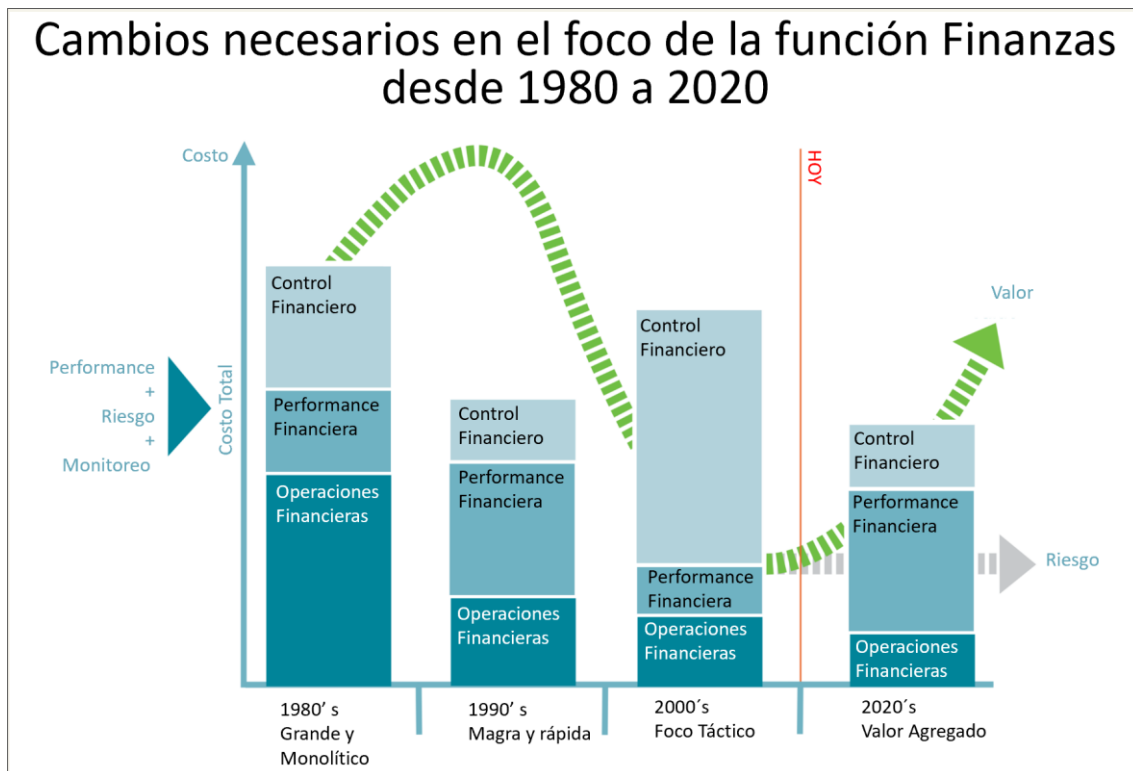 Cambios necesarios en el foco de la función Finanzas
desde 1980 a 2020
Costo
HOY
Valor
Riesgo
Performance
+
Riesgo
+
Monitoreo
Costo Total
Control
Financiero
Performance
Financiera
Operaciones
Financieras
Control
Financiero
Performance
Financiera
Operaciones
Financieras
Control
Financiero
Performance
Financiera
Operaciones
Financieras
Control
Financiero
Performance
Financiera
Operaciones
Financieras
1980' s
Grande y
Monolítico
1990' s
Magra y rápida
2000´s
Foco Táctico
2020´s
Valor Agregado